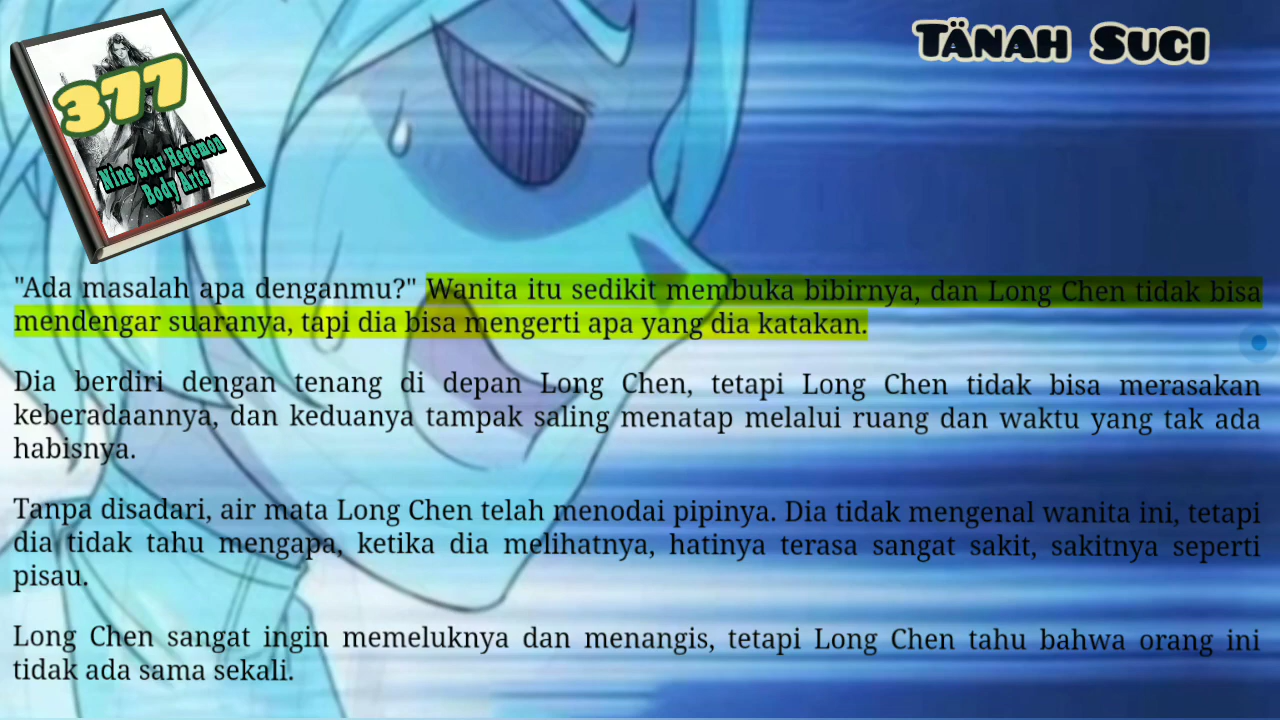 377
Nine Star Hegemon
Body Arts
TÄNAH SUCI
"Ada masalah apa denganmu?" Wanita itu sedikit membuka bibirnya, dan Long Chen tidak bisa
mendengar suaranya, tapi dia bisa mengerti apa yang dia katakan.
Dia berdiri dengan tenang di depan Long Chen, tetapi Long Chen tidak bisa merasakan
keberadaannya, dan keduanya tampak saling menatap melalui ruang dan waktu yang tak ada
habisnya.
Tanpa disadari, air mata Long Chen telah menodai pipinya. Dia tidak mengenal wanita ini, tetapi
dia tidak tahu mengapa, ketika dia melihatnya, hatinya terasa sangat sakit, sakitnya seperti
pisau.
Long Chen sangat ingin memeluknya dan menangis, tetapi Long Chen tahu bahwa orang ini
tidak ada sama sekali.